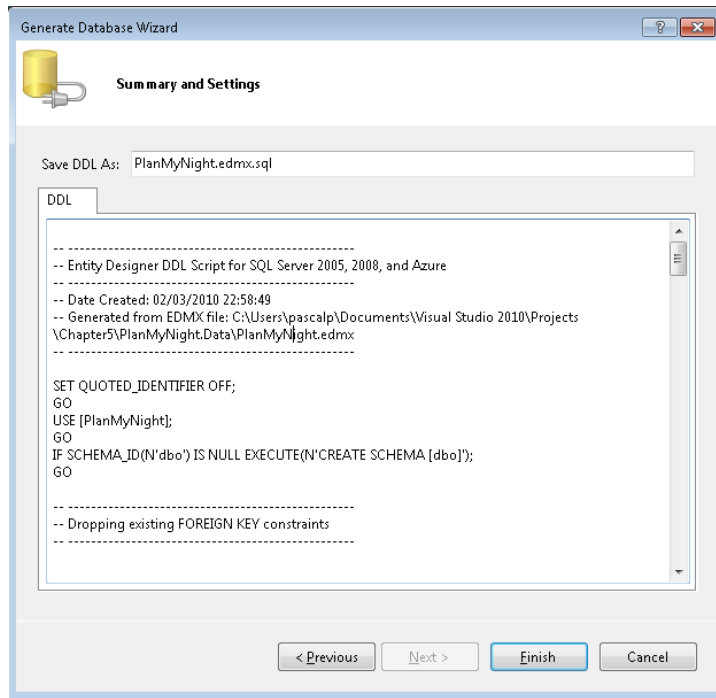 Generate Database Wizard
Summary and Settings
Save DDL As: PlanMyNight.edmx.sql
DDL
-- --------------------------------------------------
-- Entity Designer DDL Script for SQL Server 2005, 2008, and Azure
-- --------------------------------------------------
-- Date Created: 02/03/2010 22:58:49
-- Generated from EDMX file: C:\Users\pascalp\Documents\Visual Studio 2010\Projects
\Chapter5\PlanMyNight.Data\PlanMyNight.edmx
-- --------------------------------------------------
SET QUOTED_IDENTIFIER OFF;
GO
USE [PlanMyNight];
GO
IF SCHEMA_ID(N'dbo') IS NULL EXECUTE(N'CREATE SCHEMA [dbo]');
GO
-- --------------------------------------------------
-- Dropping existing FOREIGN KEY constraints
-- --------------------------------------------------
< Previous Next > Finish Cancel